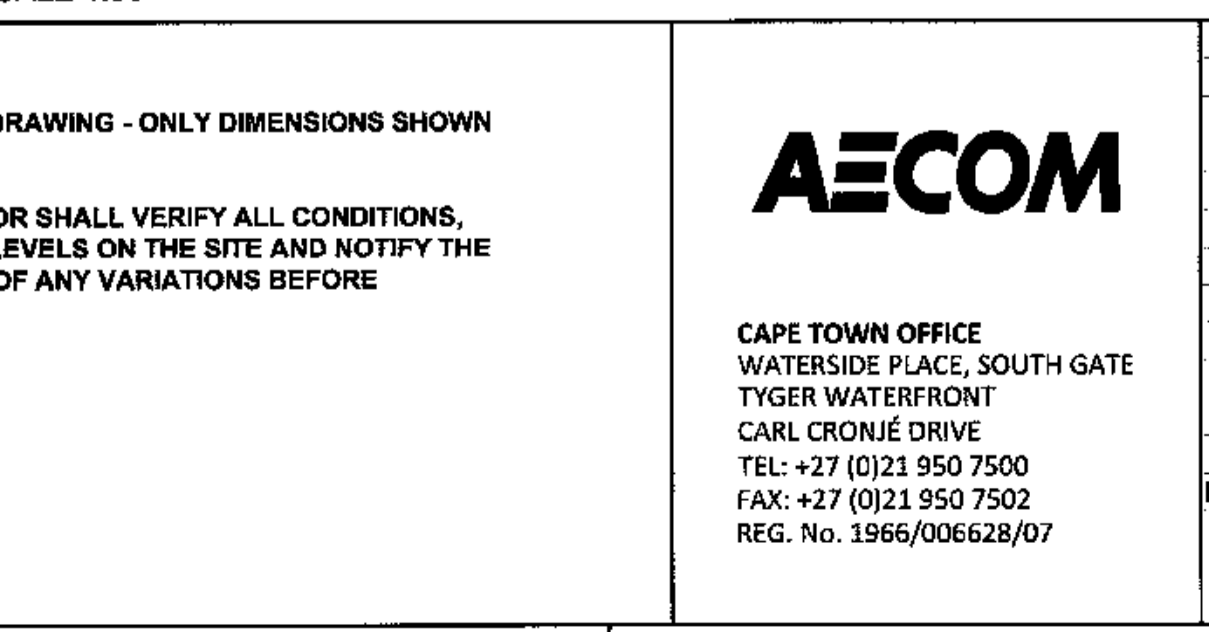 DRAWING - ONLY DIMENSIONS SHOWN
OR SHALL VERIFY ALL CONDITIONS,
LEVELS ON THE SITE AND NOTIFY THE
OF ANY VARIATIONS BEFORE
AECOM
CAPE TOWN OFFICE
WATERSIDE PLACE, SOUTH GATE
TYGER WATERFRONT
CARL CRONJÉ DRIVE
TEL: +27 (0)21 950 7500
FAX: +27 (0)21 950 7502
REG. No. 1966/006628/07